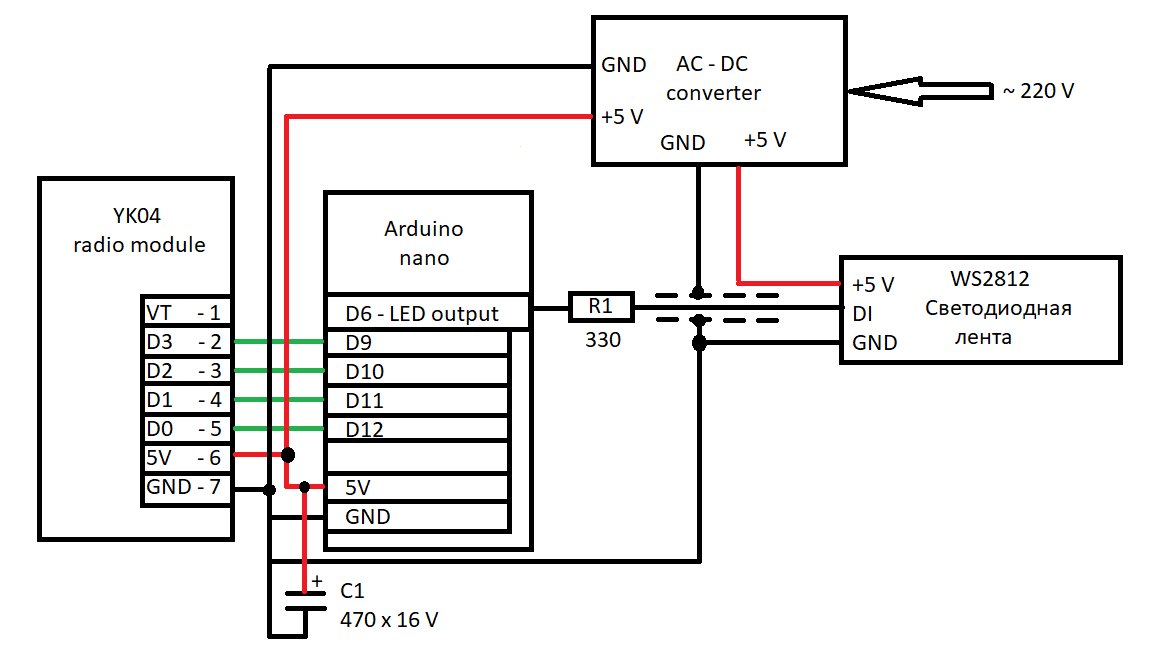 GND
AC - DC
converter
~ 220 V
+5 V
GND
+5 V
YK04
radio module
Arduino
nano
WS2812
Светодиодная
лента
+5 V
DI
GND
R1
330
VT - 1
D3 - 2
D2 - 3
D1 - 4
D0 - 5
5V - 6
GND - 7
D6 - LED output
D9
D10
D11
D12
5V
GND
+
C1
470 x 16 V